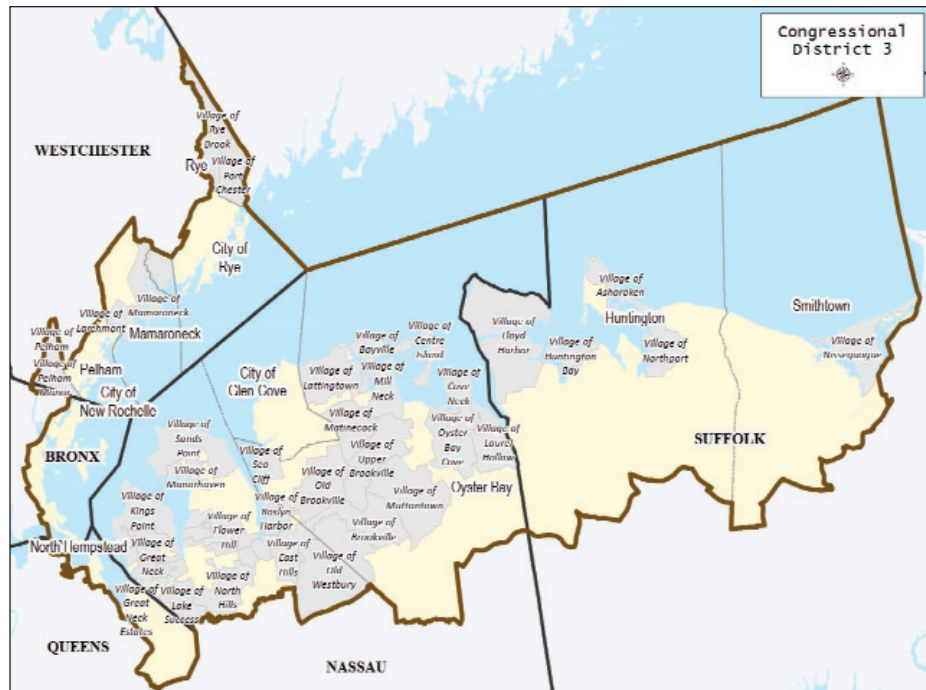 Congressional
District 3
Village of
Rye
Brook
WESTCHESTER
Rye
Village of
Port
Chester
City of
Rye
Village of
Mamaroneck
Village of
Larchmont
Mamaroneck
Village of
Pelham
Village of
Pelham
Manor
Pelham
City of
New Rochelle
BRONX
Village of
Asharoken
Huntington
Smithtown
Village of
Lloyd
Harbor
Village of
Huntington
Bay
Village of
Northport
Village of
Nissequogue
Village of
Centre
Island
Village of
Bayville
City of
Glen Cove
Village of
Lattingtown
Village of
Mill
Neck
Village of
Cove
Neck
Village of
Matinecock
Village of
Sands
Point
Village of
Manorhaven
Village of
Sea
Cliff
Village of
Upper
Brookville
Village of
Oyster
Bay
Cove
Village of
Laurel
Hollow
SUFFOLK
Village of
Old
Brookville
Oyster Bay
Village of
Muttontown
Village of
Kings
Point
Village of
Roslyn
Harbor
Village of
Flower
Hill
Village of
Brookville
North Hempstead
Village of
Great
Neck
Village of
East
Hills
Village of
Old
Westbury
Village of
Great
Neck
Estates
Village of
Lake
Success
Village of
North
Hills
QUEENS
NASSAU